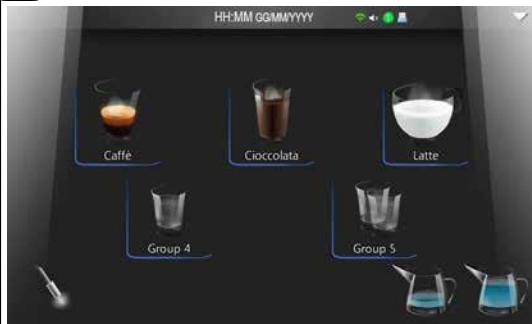 HH:MM GG/MM/YYYY
Caffè
Cioccolata
Latte
Group 4
Group 5